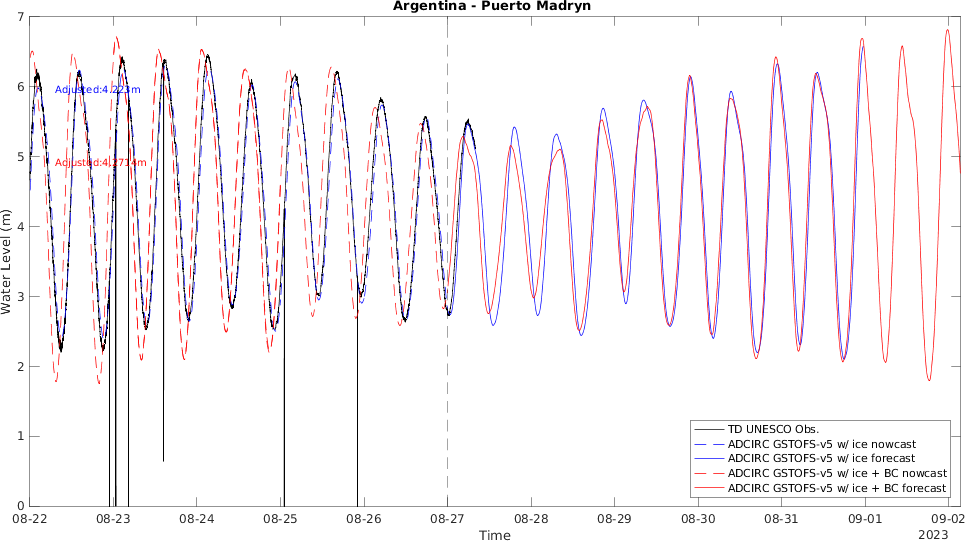 Argentina - Puerto Madryn
7
6
5
4
3
2
1
0
Water Level (m)
Adjusted:4.223m
08-22
08-23
08-24
08-25
08-26
08-27
08-28
08-29
08-30
08-31
09-01
09-02
2023
Time
TD UNESCO Obs.
ADCIRC GSTOFS-v5 w/ ice nowcast
ADCIRC GSTOFS-v5 w/ ice forecast
ADCIRC GSTOFS-v5 w/ ice + BC nowcast
ADCIRC GSTOFS-v5 w/ ice + BC forecast